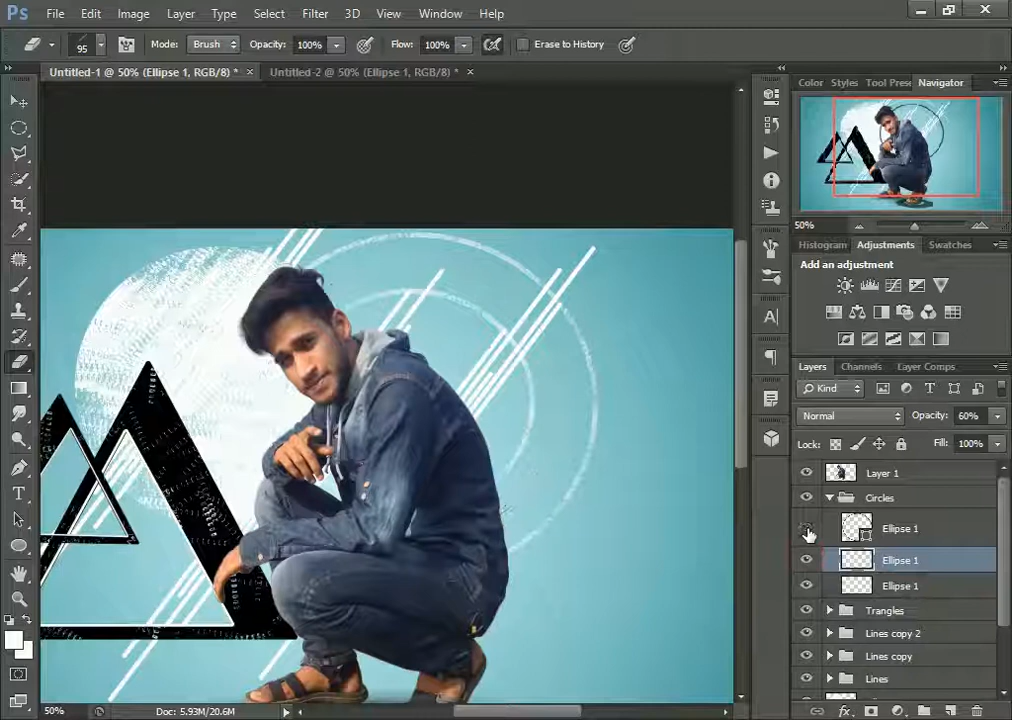 Ps File Edit Image Layer Type Select Filter 3D View Window Help
95 Mode: Brush Opacity: 100% Flow: 100% Erase to History
Untitled-1 @ 50% (Ellipse 1, RGB/8) * × Untitled-2 @ 50% (Ellipse 1, RGB/8) * ×
Color Styles Tool Prese Navigator
50%
Histogram Adjustments Swatches
Add an adjustment
Layers Channels Layer Comps
Kind
Normal Opacity: 60%
Lock: Fill: 100%
Layer 1
Circles
Ellipse 1
Ellipse 1
Ellipse 1
Trangles
Lines copy 2
Lines copy
Lines
50% Doc: 5.93M/20.6M